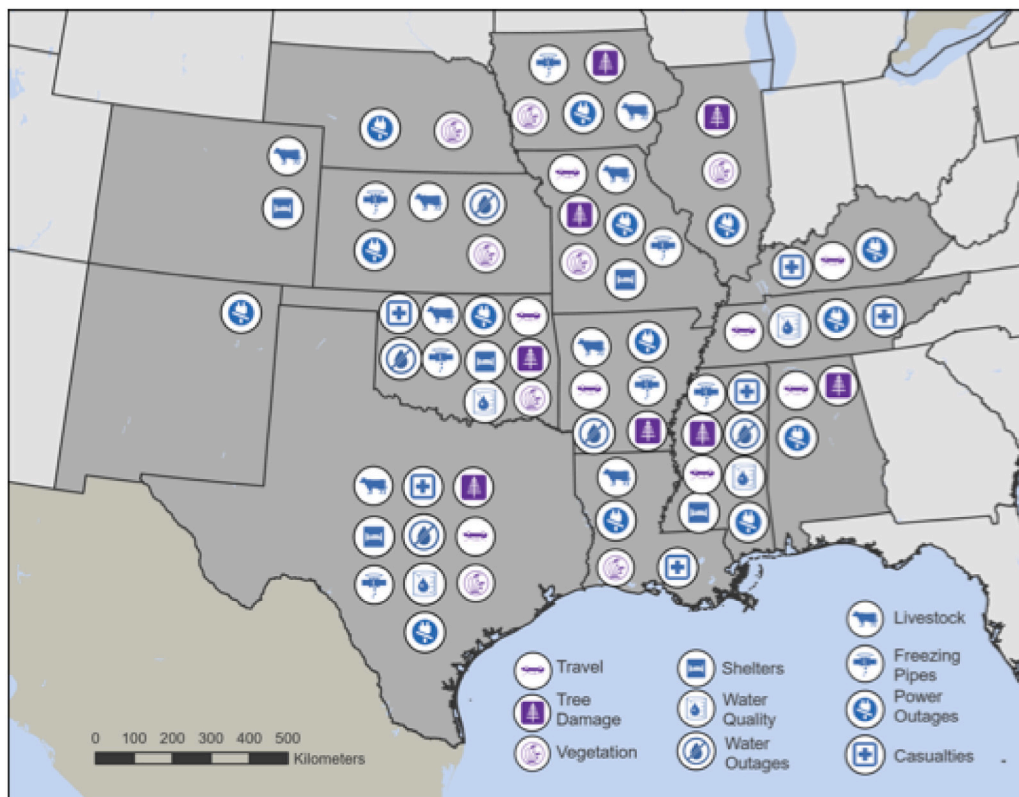 Livestock
Travel
Shelters
Freezing
Pipes
Tree
Damage
Water
Quality
Power
Outages
Vegetation
Water
Outages
Casualties
0 100 200 300 400 500
Kilometers